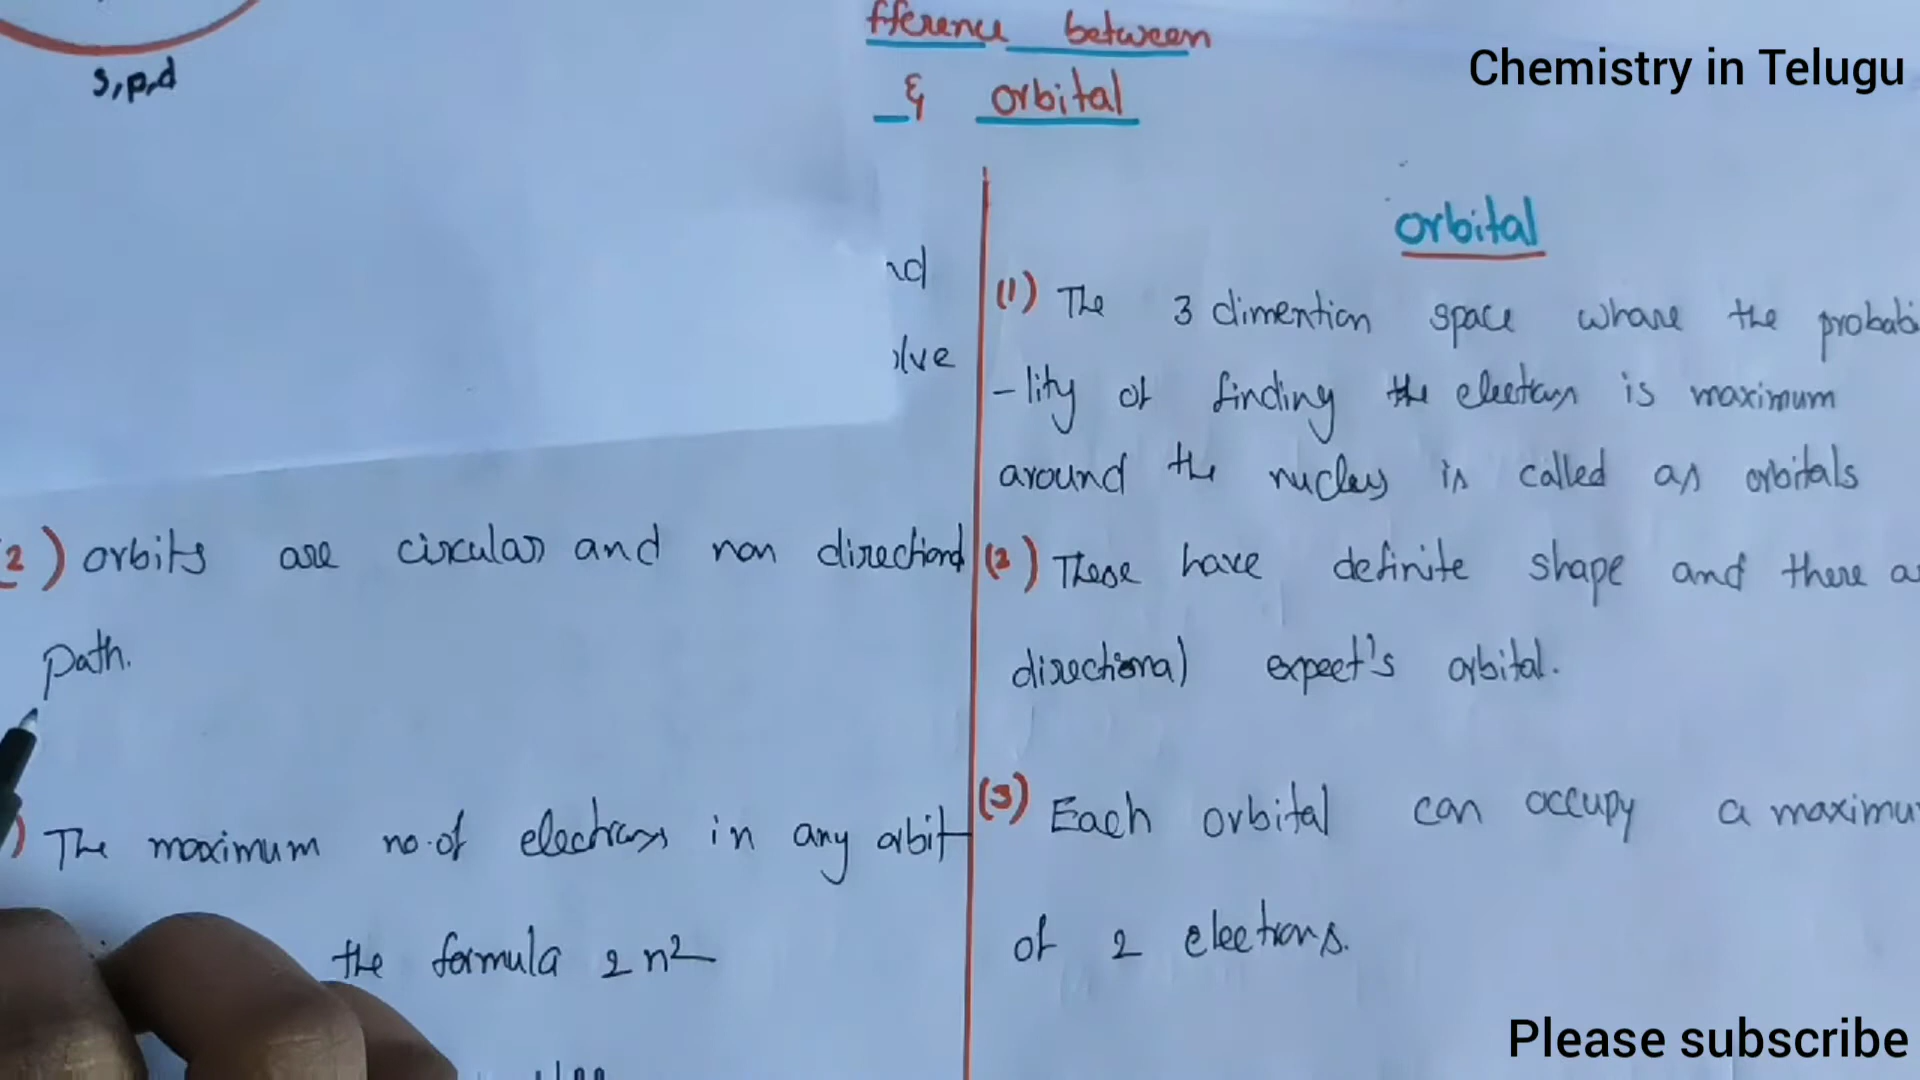 s,p,d
fference between
& orbital
Chemistry in Telugu
orbital
(1) The 3 dimention space whare the probabi
-lity of finding the electron is maximum
around the nucleus is called as orbitals
(2) orbits are circular and non directional
path.
(2) These have definite shape and there a
directional expect's orbital.
) The maximum no.of electrons in any orbit
the formula 2n2
(3) Each orbital can occupy a maximu
of 2 electrons.
Please subscribe